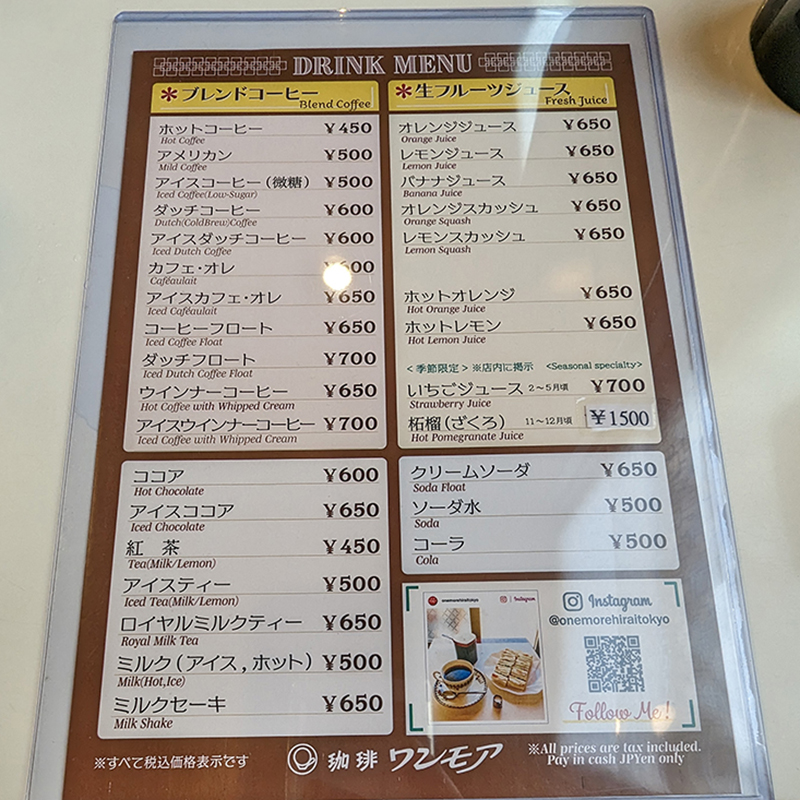 DRINK MENU
*ブレンドコーヒー
Blend Coffee
ホットコーヒー ¥450
Hot Coffee
アメリカン ¥500
Mild Coffee
アイスコーヒー(微糖) ¥500
Iced Coffee(Low-Sugar)
ダッチコーヒー ¥600
Dutch(ColdBrew)Coffee
アイスダッチコーヒー ¥600
Iced Dutch Coffee
カフェ・オレ
Caféaulait
アイスカフェ・オレ ¥650
Iced Caféaulait
コーヒーフロート ¥650
Iced Coffee Float
ダッチフロート ¥700
Iced Dutch Coffee Float
ウインナーコーヒー ¥650
Hot Coffee with Whipped Cream
アイスウインナーコーヒー ¥700
Iced Coffee with Whipped Cream
*生フルーツジュース
Fresh Juice
オレンジジュース ¥650
Orange Juice
レモンジュース ¥650
Lemon Juice
バナナジュース ¥650
Banana Juice
オレンジスカッシュ ¥650
Orange Squash
レモンスカッシュ ¥650
Lemon Squash
ホットオレンジ ¥650
Hot Orange Juice
ホットレモン ¥650
Hot Lemon Juice
<季節限定> ※店内に掲示 <Seasonal specialty>
いちごジュース 2~5月頃 ¥700
Strawberry Juice
柘榴(ざくろ) 11~12月頃 ¥1500
Hot Pomegranate Juice
ココア ¥600
Hot Chocolate
アイスココア ¥650
Iced Chocolate
紅 茶 ¥450
Tea(Milk/Lemon)
アイスティー ¥500
Iced Tea(Milk/Lemon)
ロイヤルミルクティー ¥650
Royal Milk Tea
ミルク(アイス,ホット) ¥500
Milk(Hot,Ice)
ミルクセーキ ¥650
Milk Shake
クリームソーダ ¥650
Soda Float
ソーダ水 ¥500
Soda
コーラ ¥500
Cola
onemorehiraitokyo Instagram
Instagram
@onemorehiraitokyo
Follow Me!
※すべて税込価格表示です
珈琲 ワンモア
※All prices are tax included.
Pay in cash JPYen only